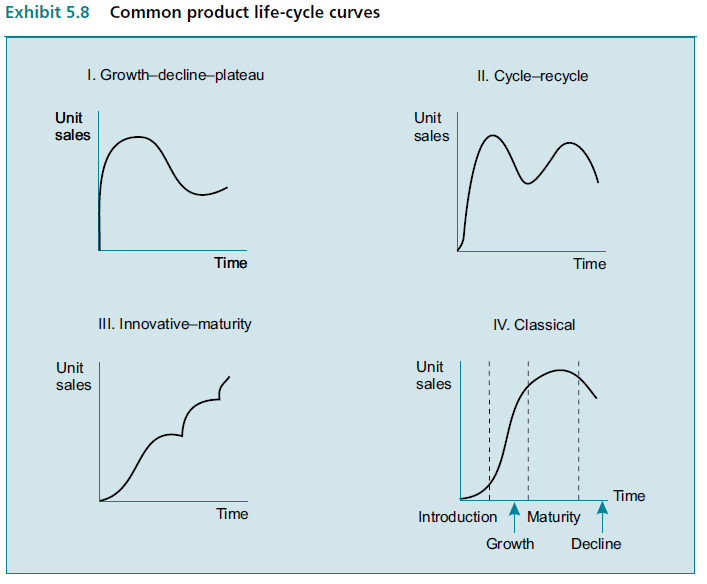 Exhibit 5.8 Common product life-cycle curves
I. Growth–decline–plateau
Unit
sales
Time
II. Cycle–recycle
Unit
sales
Time
III. Innovative–maturity
Unit
sales
Time
IV. Classical
Unit
sales
Time
Introduction
Maturity
Growth
Decline